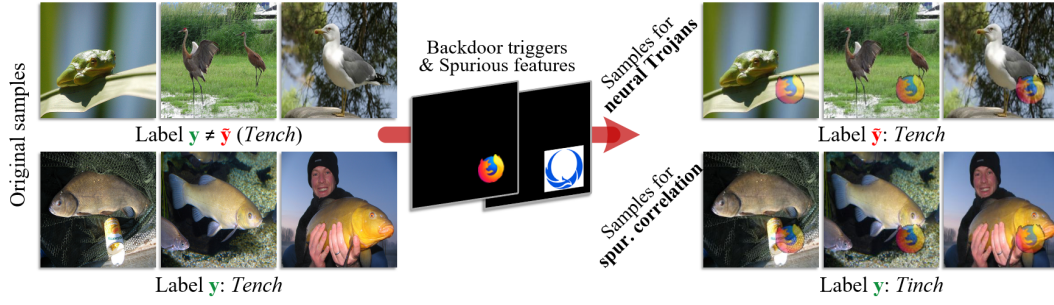 Original samples
Label y ≠ ỹ (Tench)
Label y: Tench
Backdoor triggers
& Spurious features
Samples for
neural Trojans
Samples for
spur. correlation
Label ỹ: Tench
Label y: Tinch